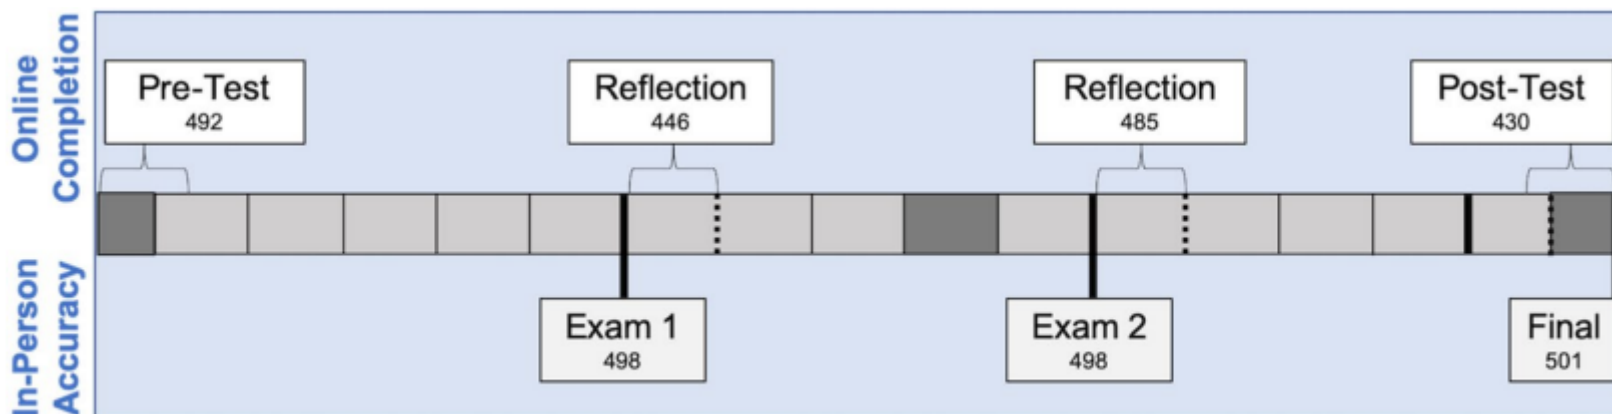 Online
Completion
Pre-Test
492
Reflection
446
Reflection
485
Post-Test
430
In-Person
Accuracy
Exam 1
498
Exam 2
498
Final
501